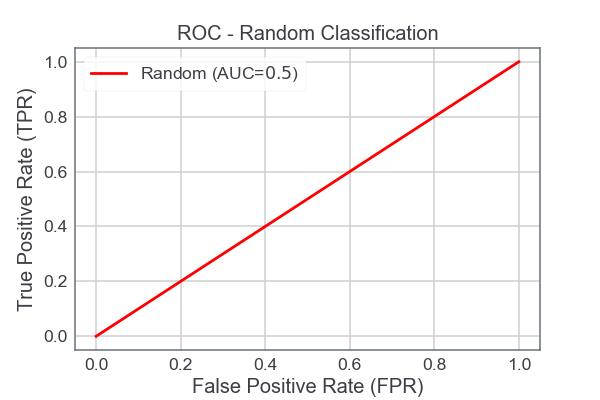 ROC - Random Classification
Random (AUC=0.5)
True Positive Rate (TPR)
1.0
0.8
0.6
0.4
0.2
0.0
0.0 0.2 0.4 0.6 0.8 1.0
False Positive Rate (FPR)